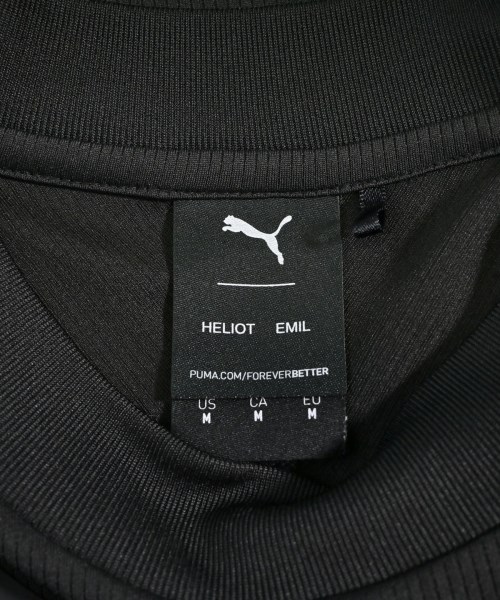 HELIOT EMIL
PUMA.COM/FOREVERBETTER
US CA EU
M M M